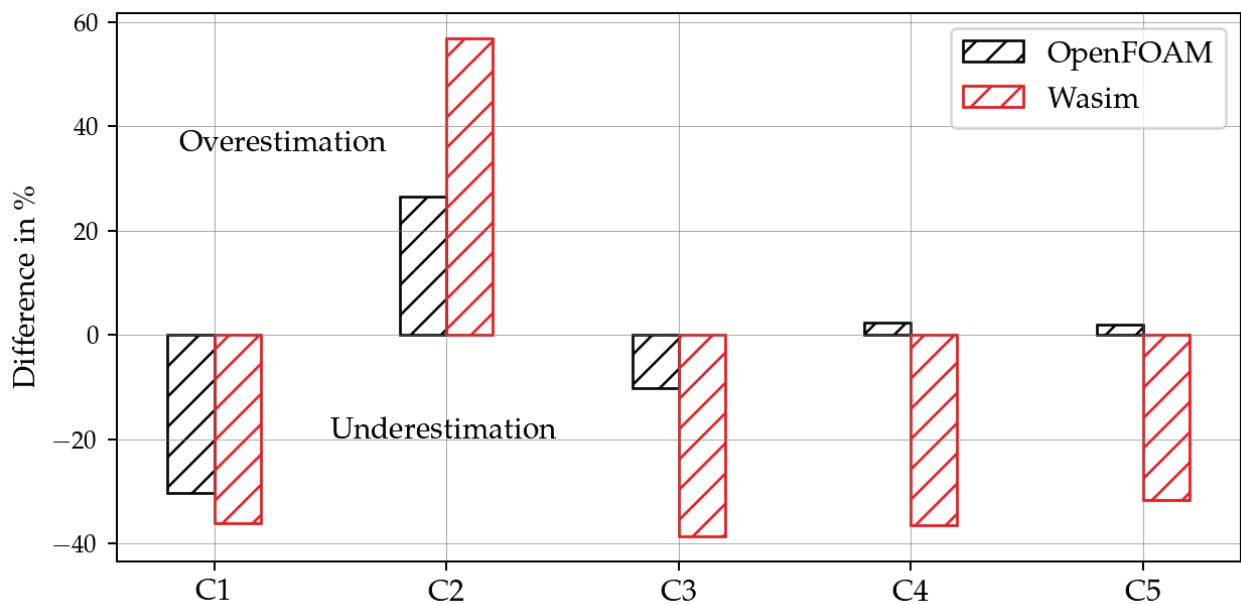 60
40
20
0
−20
−40
Difference in %
Overestimation
Underestimation
OpenFOAM
Wasim
C1 C2 C3 C4 C5